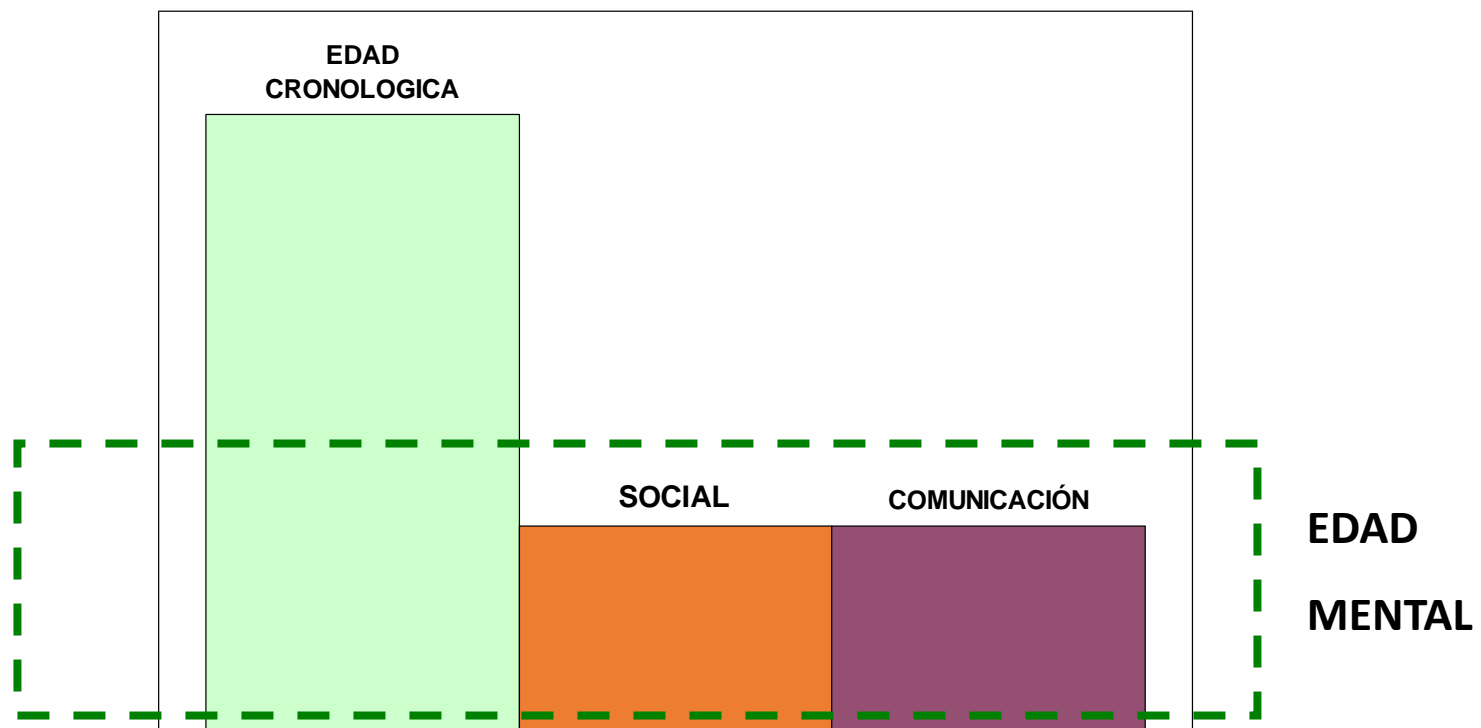 EDAD
CRONOLOGICA
SOCIAL
COMUNICACIÓN
EDAD
MENTAL